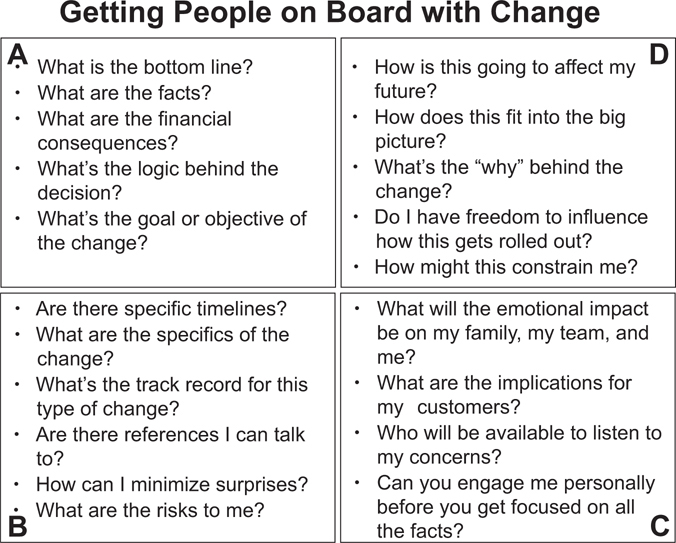 Getting People on Board with Change
A
• What is the bottom line?
• What are the facts?
• What are the financial
consequences?
• What’s the logic behind the
decision?
• What’s the goal or objective of
the change?
D
• How is this going to affect my
future?
• How does this fit into the big
picture?
• What’s the “why” behind the
change?
• Do I have freedom to influence
how this gets rolled out?
• How might this constrain me?
• Are there specific timelines?
• What are the specifics of the
change?
• What’s the track record for this
type of change?
• Are there references I can talk
to?
• How can I minimize surprises?
• What are the risks to me?
B
• What will the emotional impact
be on my family, my team, and
me?
• What are the implications for
my customers?
• Who will be available to listen to
my concerns?
• Can you engage me personally
before you get focused on all
the facts?
C